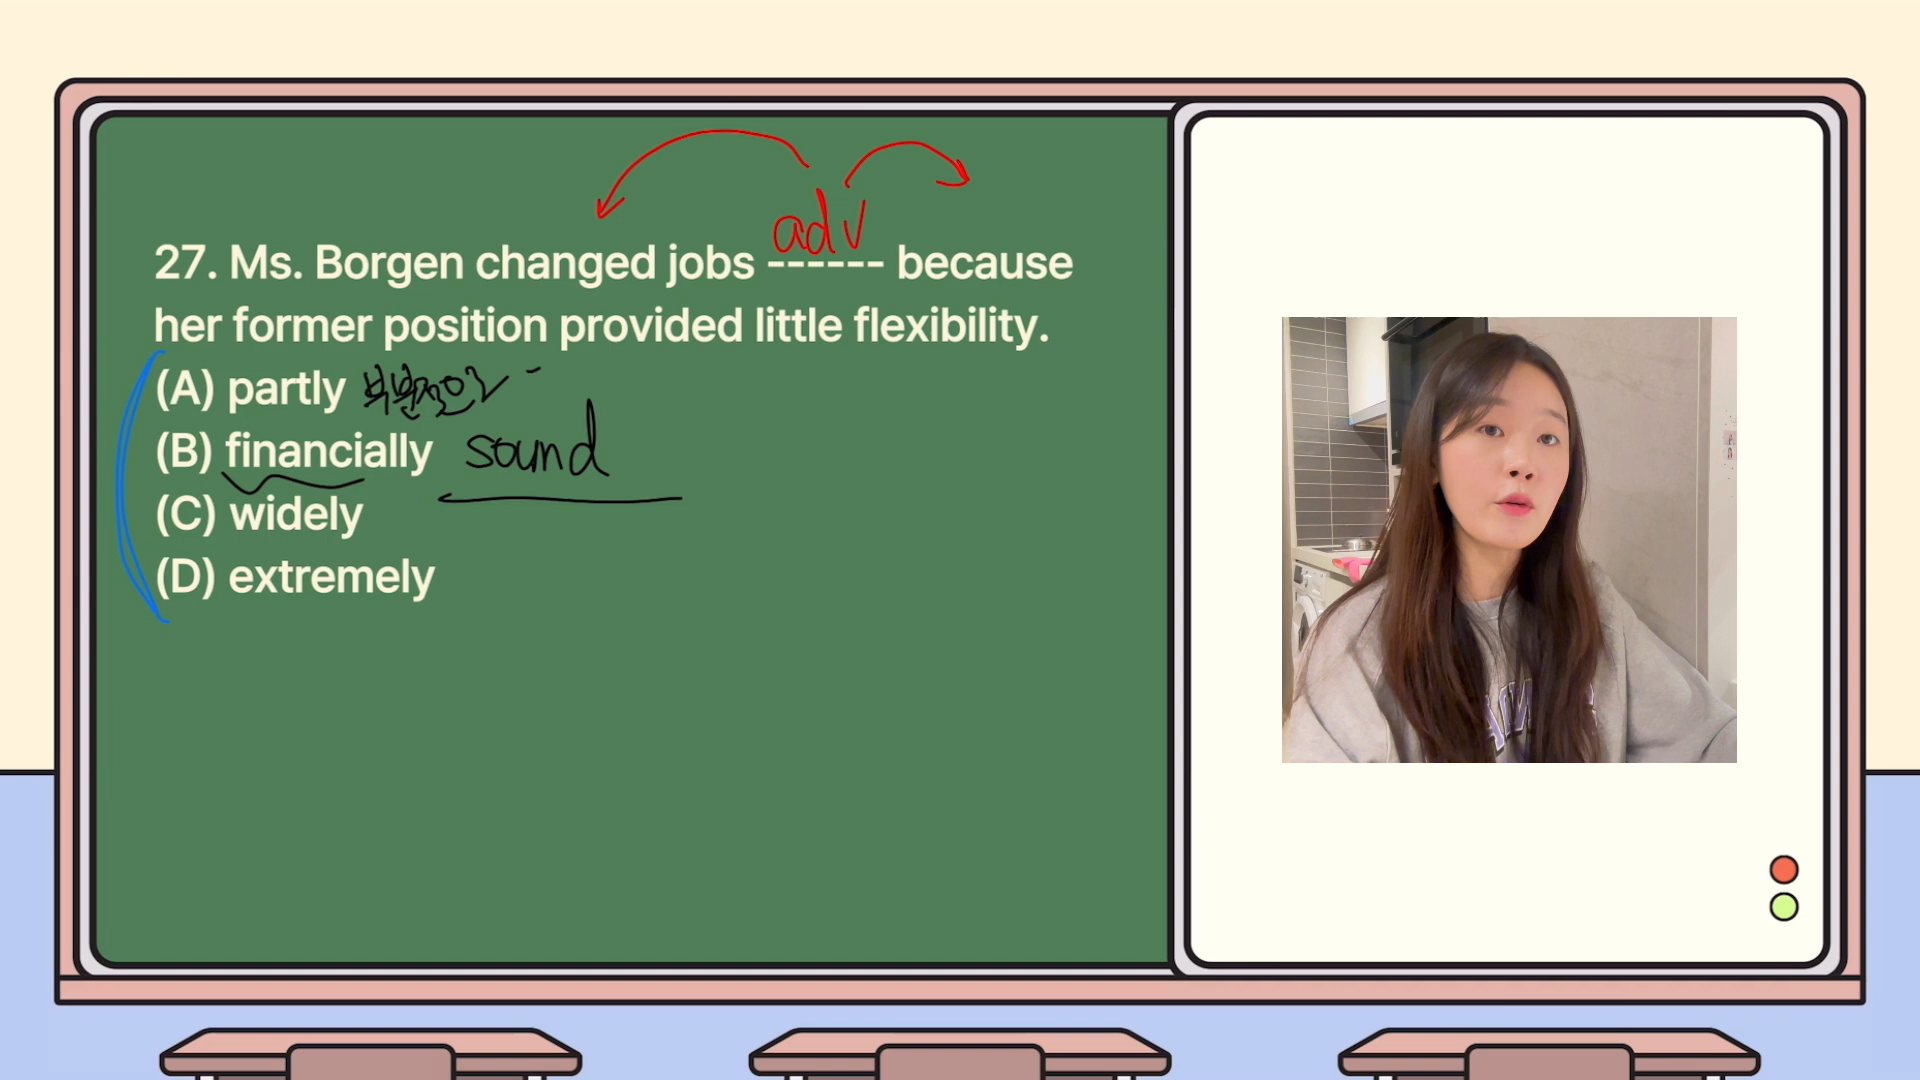 adv
27. Ms. Borgen changed jobs ------ because
her former position provided little flexibility.
(A) partly 부분적으로
(B) financially sound
(C) widely
(D) extremely